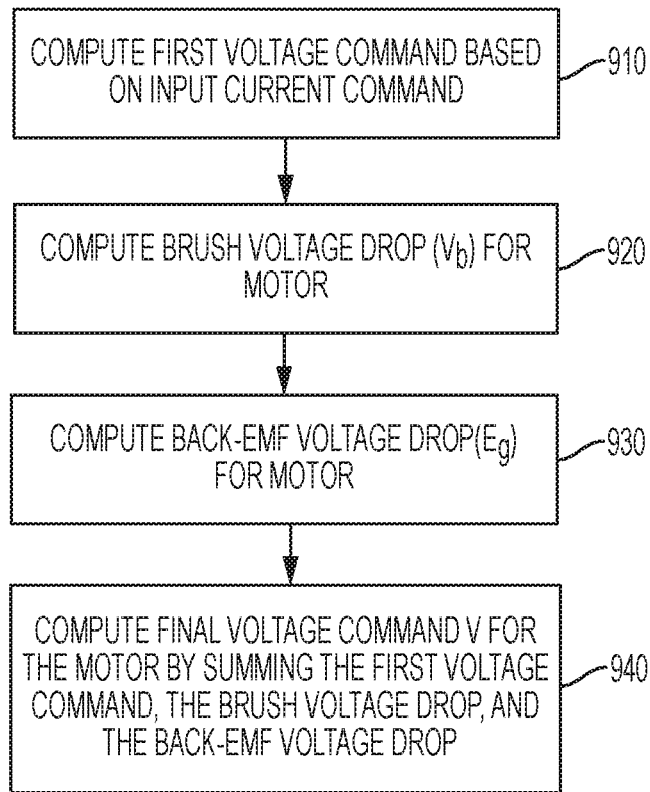 COMPUTE FIRST VOLTAGE COMMAND BASED
ON INPUT CURRENT COMMAND
910
COMPUTE BRUSH VOLTAGE DROP (Vb) FOR
MOTOR
920
COMPUTE BACK-EMF VOLTAGE DROP(Eg)
FOR MOTOR
930
COMPUTE FINAL VOLTAGE COMMAND V FOR
THE MOTOR BY SUMMING THE FIRST VOLTAGE
COMMAND, THE BRUSH VOLTAGE DROP, AND
THE BACK-EMF VOLTAGE DROP
940